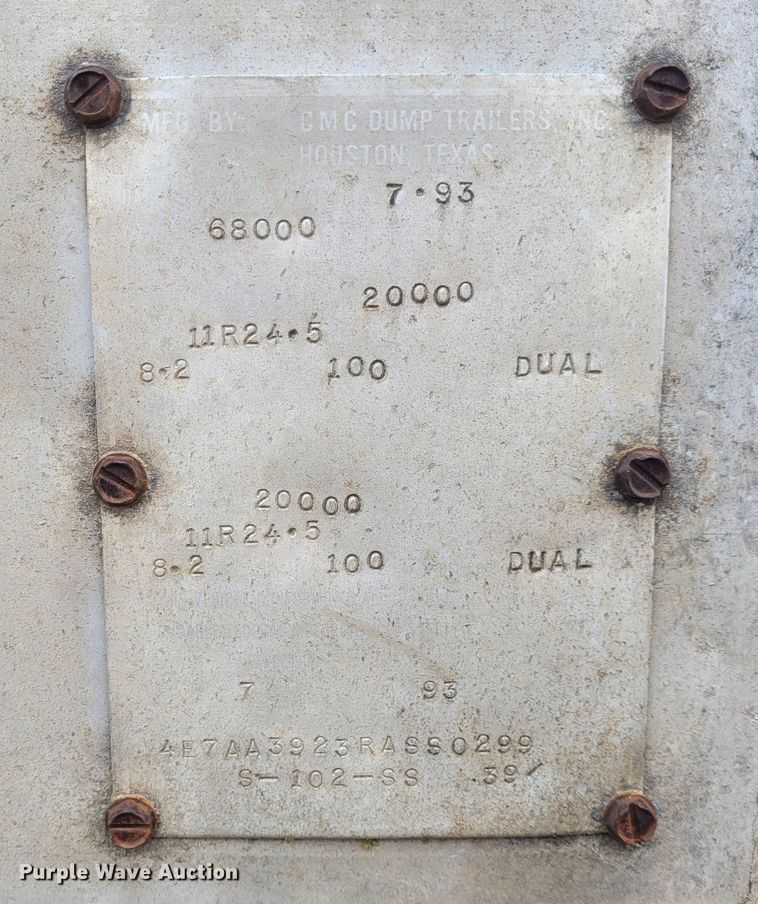 MFG. BY: CMC DUMP TRAILERS, INC.
HOUSTON, TEXAS
7•93
68000
20000
11R24•5
8•2 100 DUAL
20000
11R24•5
8•2 100 DUAL
7 93
4E7AA3923RASS0299
S-102-SS 39'
Purple Wave Auction